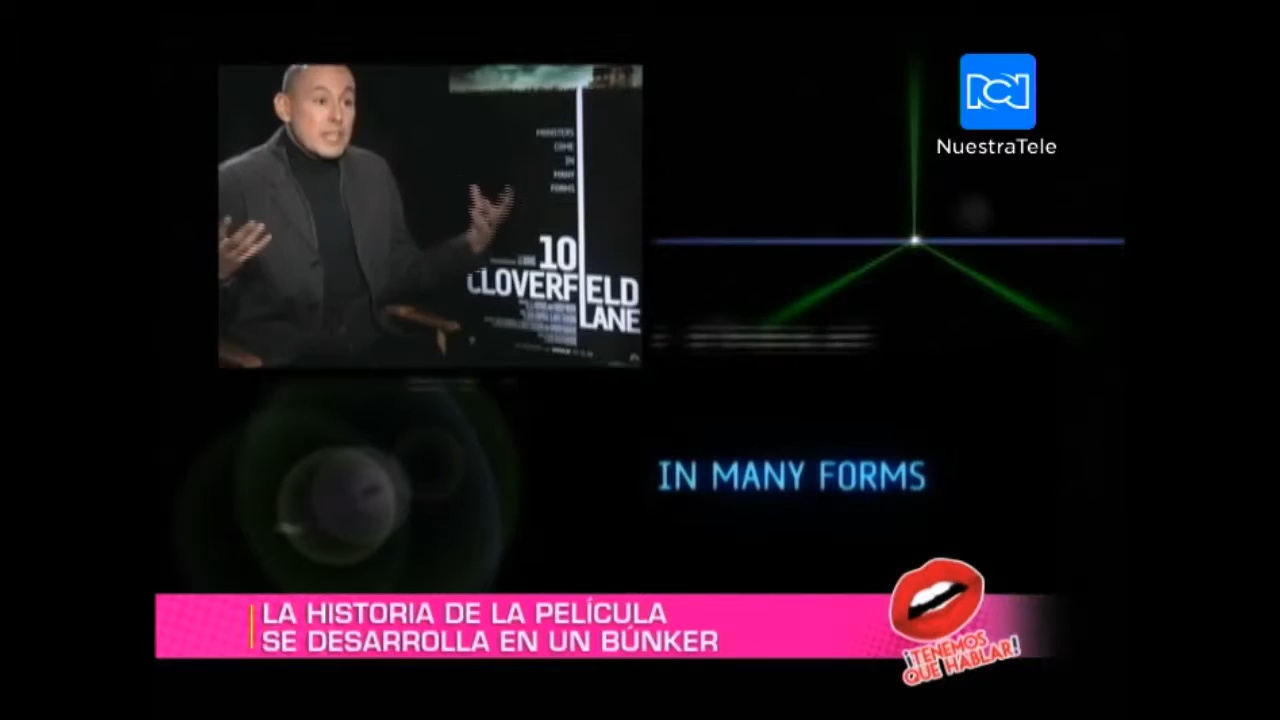 RCN
NuestraTele
MONSTERS
COME
IN
MANY
FORMS
10
CLOVERFIELD
LANE
IN MANY FORMS
LA HISTORIA DE LA PELÍCULA
SE DESARROLLA EN UN BÚNKER
¡TENEMOS
QUE HABLAR!